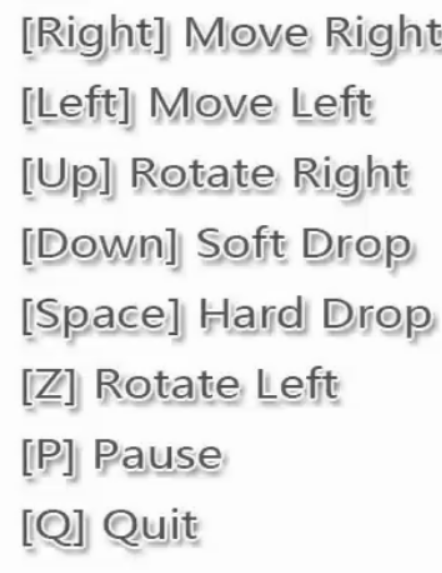 [Right] Move Right
[Left] Move Left
[Up] Rotate Right
[Down] Soft Drop
[Space] Hard Drop
[Z] Rotate Left
[P] Pause
[Q] Quit